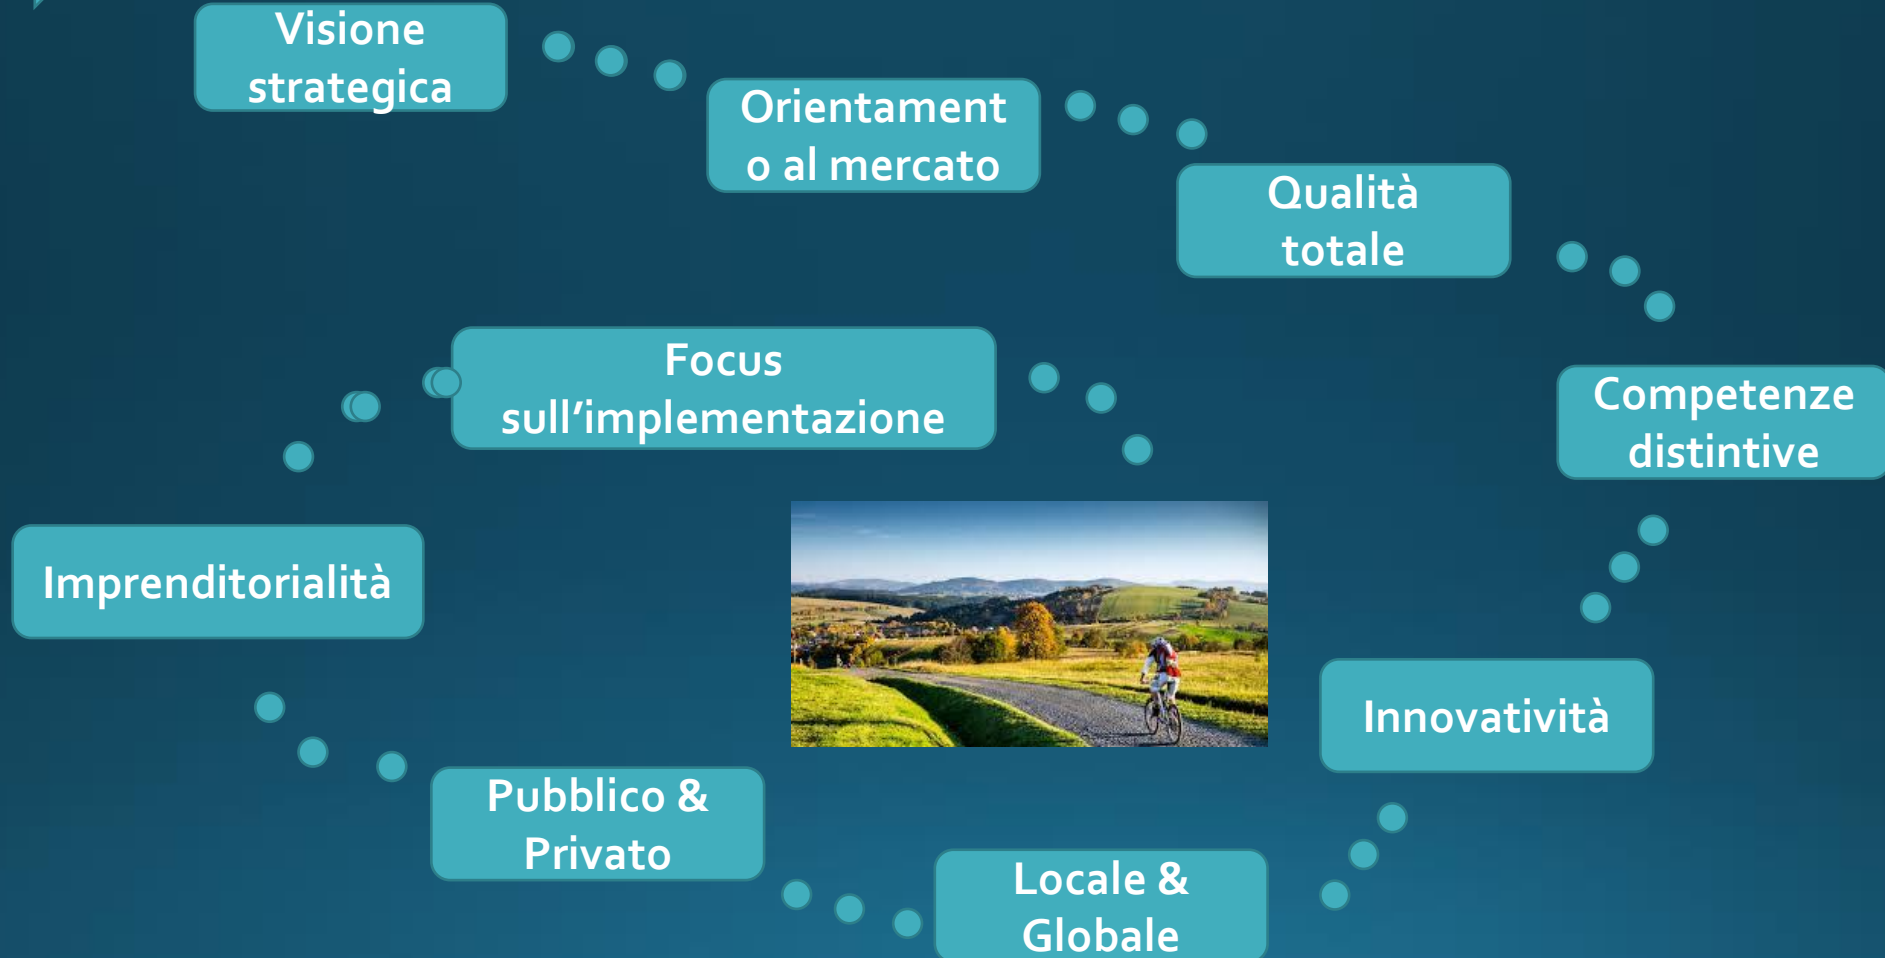 Visione
strategica
Orientament
o al mercato
Qualità
totale
Competenze
distintive
Innovatività
Locale &
Globale
Pubblico &
Privato
Imprenditorialità
Focus
sull’implementazione